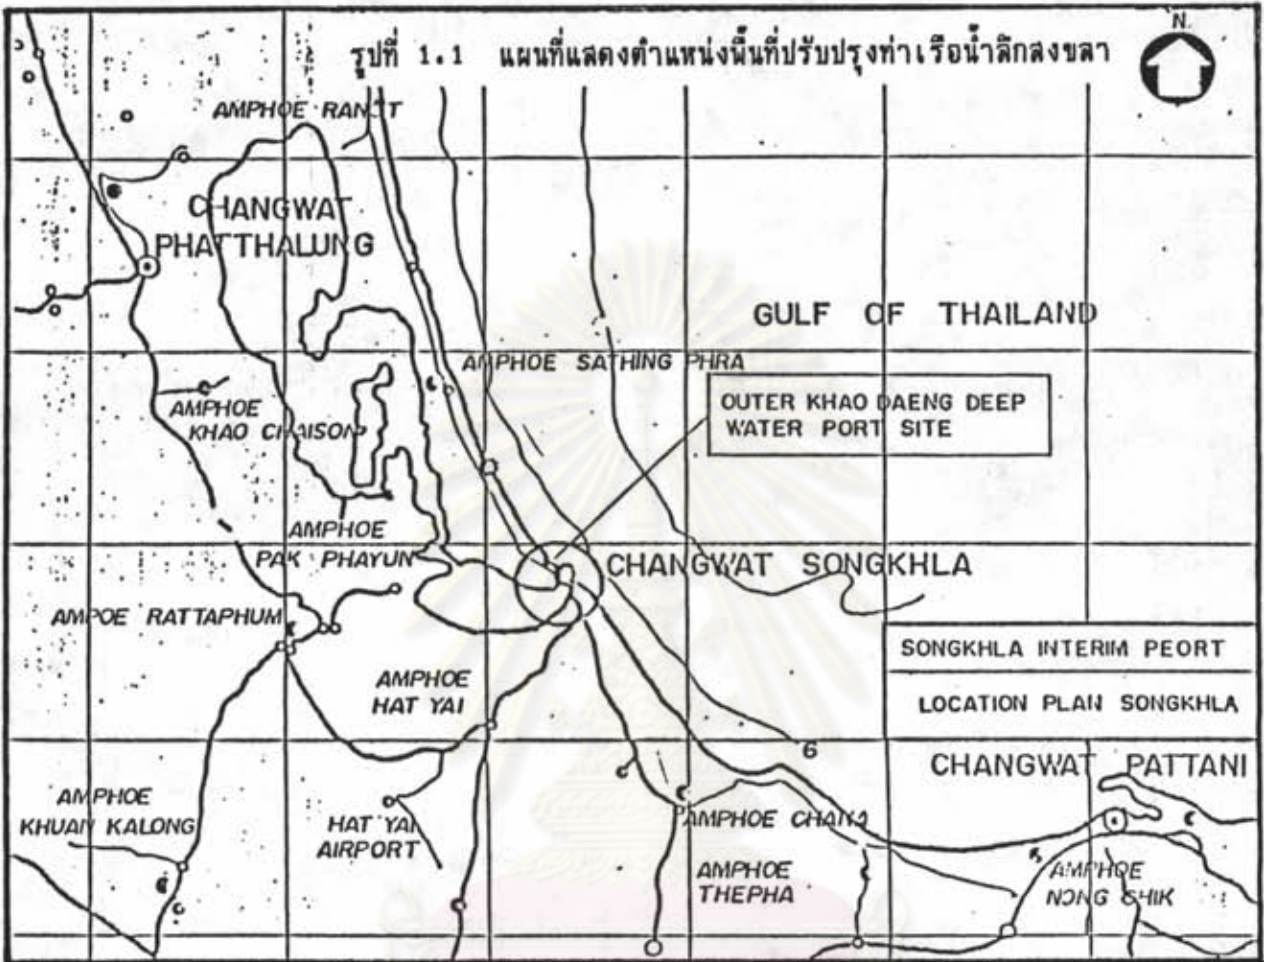 N
รูปที่ 1.1 แผนที่แสดงตำแหน่งพื้นที่ปรับปรุงท่าเรือน้ำลึกสงขลา
AMPHOE RANOT
CHANGWAT
PHATTHALUNG
GULF OF THAILAND
AMPHOE SATHING PHRA
OUTER KHAO DAENG DEEP
WATER PORT SITE
AMPHOE
KHAO CHAISON
AMPHOE
PAK PHAYUN
CHANGWAT SONGKHLA
AMPOE RATTAPHUM
SONGKHLA INTERIM PEORT
LOCATION PLAN SONGKHLA
AMPHOE
HAT YAI
6
CHANGWAT PATTANI
AMPHOE
KHUAN KALONG
HAT YAI
AIRPORT
AMPHOE CHANA
AMPHOE
THEPHA
AMPHOE
NONG CHIK